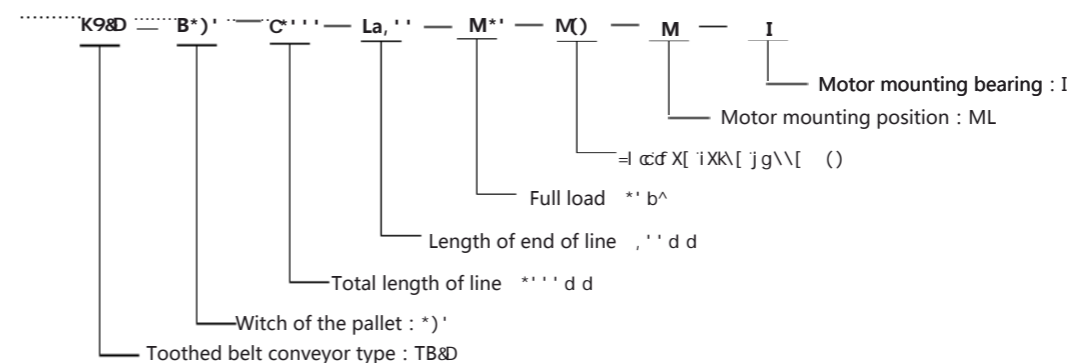 K9&D — B*)' — C*''' — La,'' — M*' — M() — M — I
Motor mounting bearing : I
Motor mounting position : ML
Full load *' b^
Length of end of line ,'' d d
Total length of line *''' d d
Witch of the pallet : *)'
Toothed belt conveyor type : TB&D